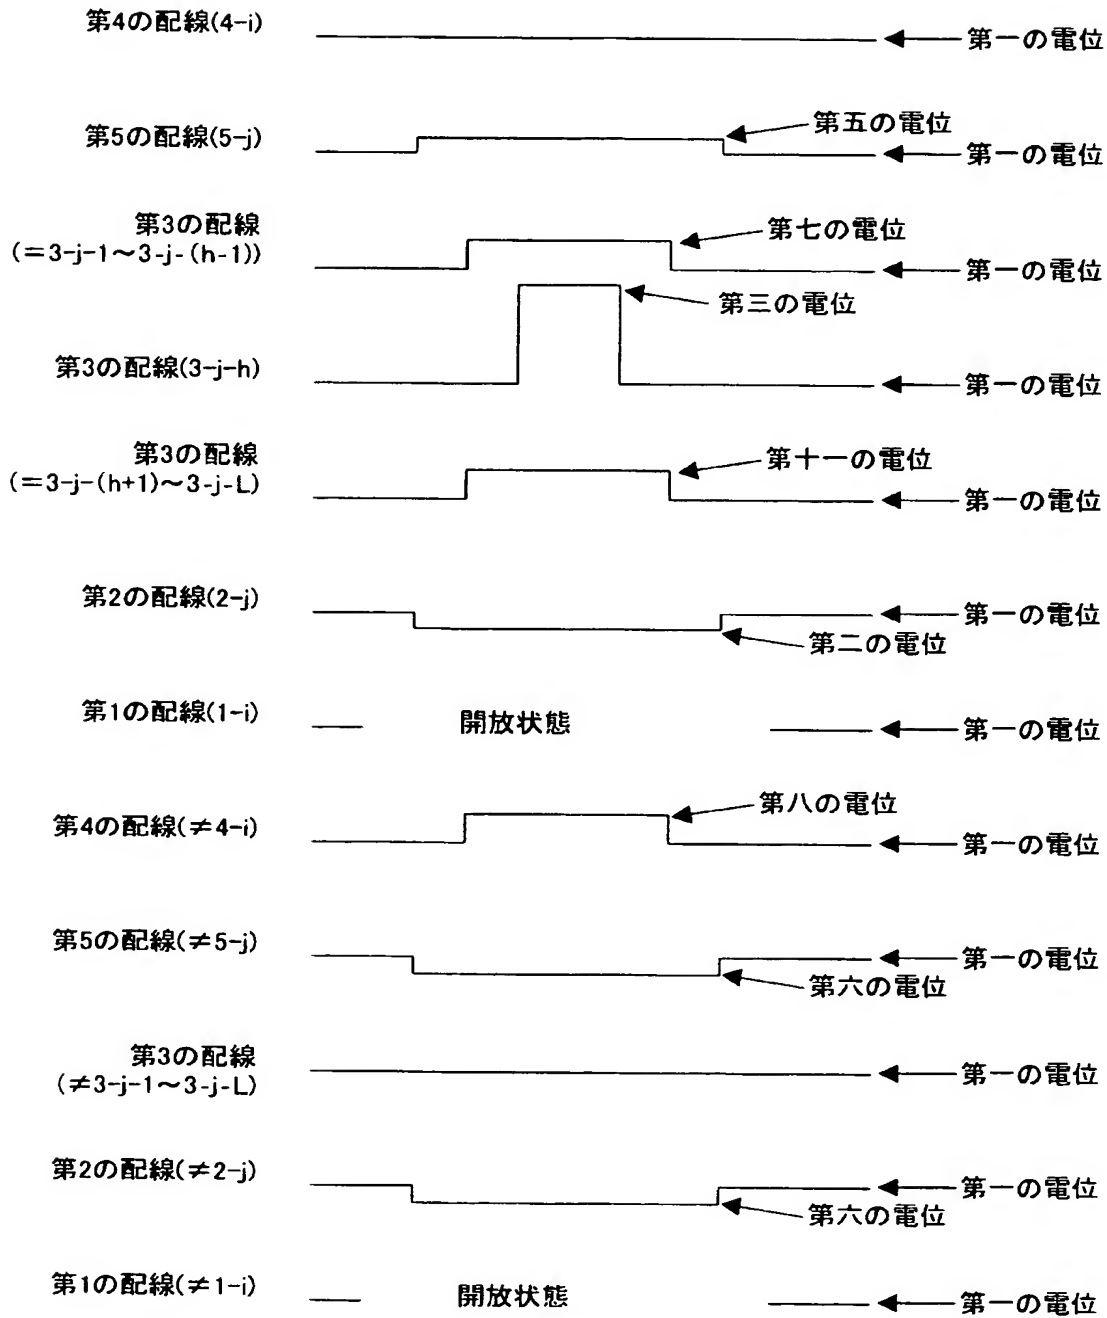 第4の配線(4-i)
第一の電位
第5の配線(5-j)
第五の電位
第一の電位
第3の配線
(=3-j-1~3-j-(h-1))
第七の電位
第一の電位
第三の電位
第3の配線(3-j-h)
第一の電位
第3の配線
(=3-j-(h+1)~3-j-L)
第十一の電位
第一の電位
第2の配線(2-j)
第一の電位
第二の電位
第1の配線(1-i)
開放状態
第一の電位
第4の配線(≠4-i)
第八の電位
第一の電位
第5の配線(≠5-j)
第一の電位
第六の電位
第3の配線
(≠3-j-1~3-j-L)
第一の電位
第2の配線(≠2-j)
第一の電位
第六の電位
第1の配線(≠1-i)
開放状態
第一の電位